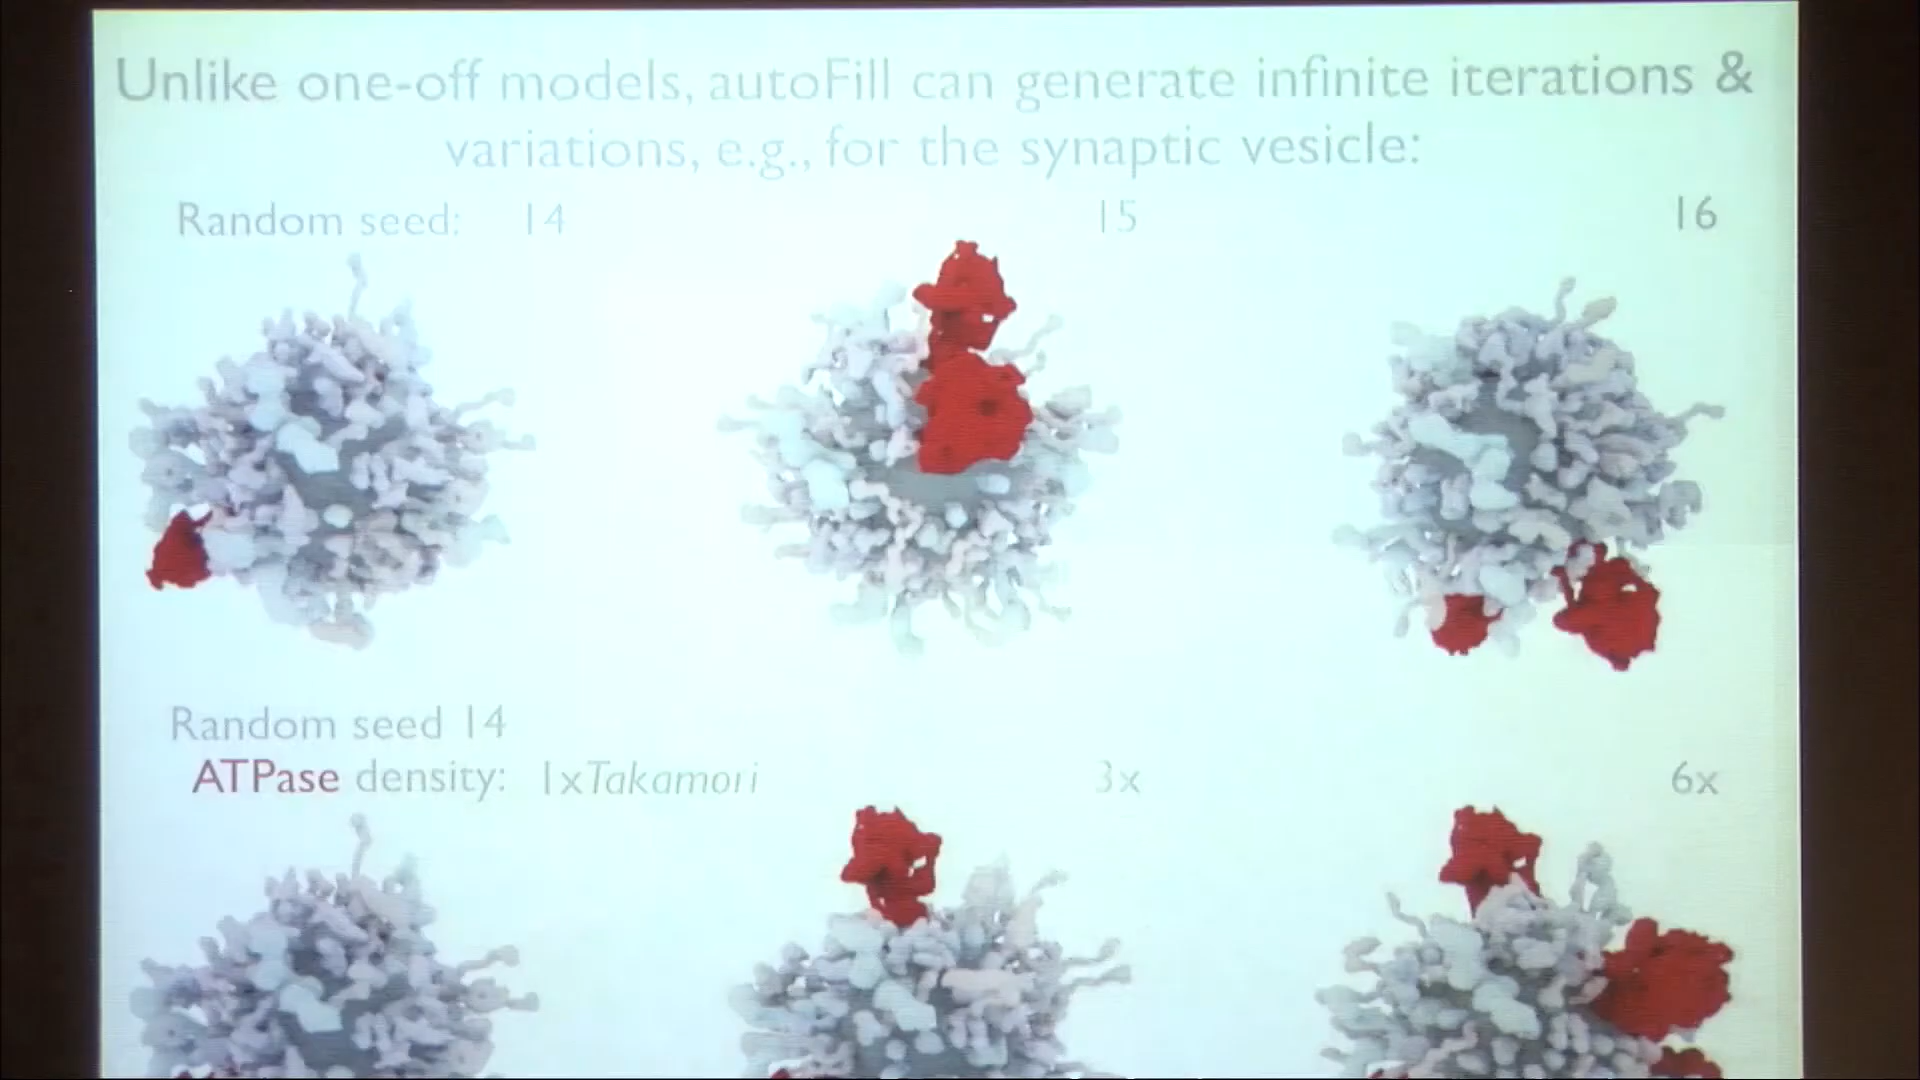 Unlike one-off models, autoFill can generate infinite iterations &
variations, e.g., for the synaptic vesicle:
Random seed: 14 15 16
Random seed 14
ATPase density: 1xTakamori 3x 6x